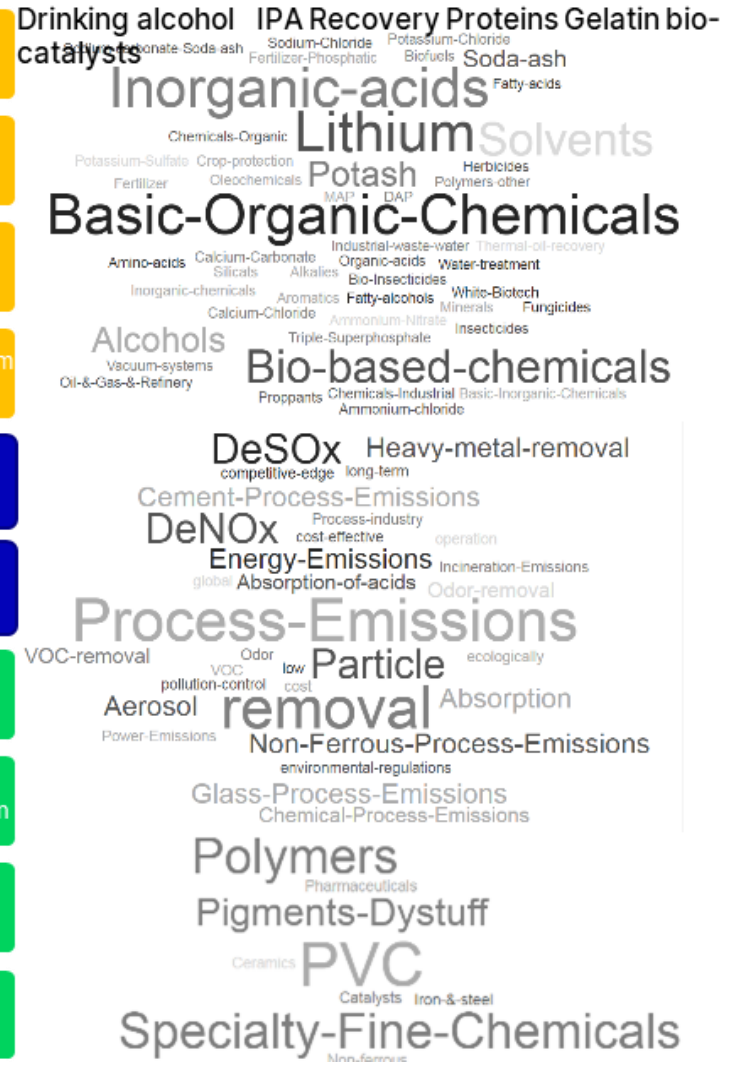 Drinking alcohol IPA Recovery Proteins Gelatin bio-
catalysts
Sodium-carbonate-Soda-ash Sodium-Chloride Potassium-Chloride
Fertilizer-Phosphatic Biofuels Soda-ash
Inorganic-acids Fatty-acids
Chemicals-Organic Lithium Solvents
Potassium-Sulfate Crop-protection Herbicides
Fertilizer Oleochemicals Potash Polymers-other
MAP DAP
Basic-Organic-Chemicals
Industrial-waste-water Thermal-oil-recovery
Amino-acids Calcium-Carbonate Organic-acids Water-treatment
Silicals Alkalies Bio-Insecticides
Inorganic-chemicals Aromatics Fatty-alcohols White-Biotech
Calcium-Chloride Minerals Fungicides
Ammonium-Nitrate Insecticides
Alcohols Triple-Superphosphate
Vacuum-systems Bio-based-chemicals
Oil-&-Gas-&-Refinery
Proppants Chemicals-Industrial Basic-Inorganic-Chemicals
Ammonium-chloride
DeSOx Heavy-metal-removal
competitive-edge long-term
Cement-Process-Emissions
DeNOx Process-industry
cost-effective operation
Energy-Emissions Incineration-Emissions
global Absorption-of-acids Odor-removal
Process-Emissions
VOC-removal Odor Particle ecologically
VOC low
pollution-control cost
Aerosol removal Absorption
Power-Emissions Non-Ferrous-Process-Emissions
environmental-regulations
Glass-Process-Emissions
Chemical-Process-Emissions
Polymers
Pharmaceuticals
Pigments-Dystuff
Ceramics PVC
Catalysts Iron-&-steel
Specialty-Fine-Chemicals
Non-ferrous
m
n